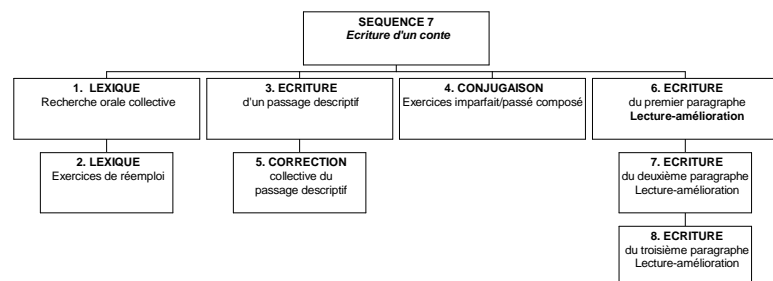 SEQUENCE 7
Ecriture d'un conte
1. LEXIQUE
Recherche orale collective
3. ECRITURE
d'un passage descriptif
4. CONJUGAISON
Exercices imparfait/passé composé
6. ECRITURE
du premier paragraphe
Lecture-amélioration
2. LEXIQUE
Exercices de réemploi
5. CORRECTION
collective du
passage descriptif
7. ECRITURE
du deuxième paragraphe
Lecture-amélioration
8. ECRITURE
du troisième paragraphe
Lecture-amélioration